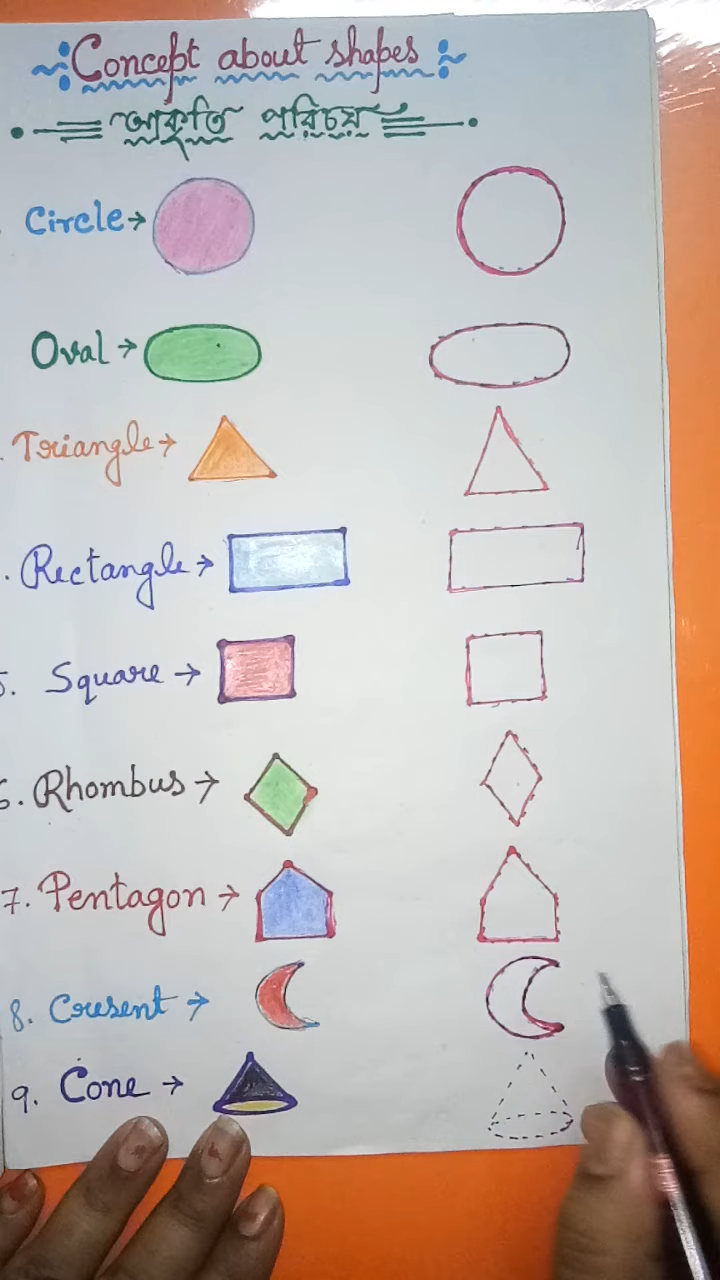 Concept about shapes
আকৃতি পরিচয়
Circle →
Oval →
Triangle →
Rectangle →
5. Square →
6. Rhombus →
7. Pentagon →
8. Cresent →
9. Cone →